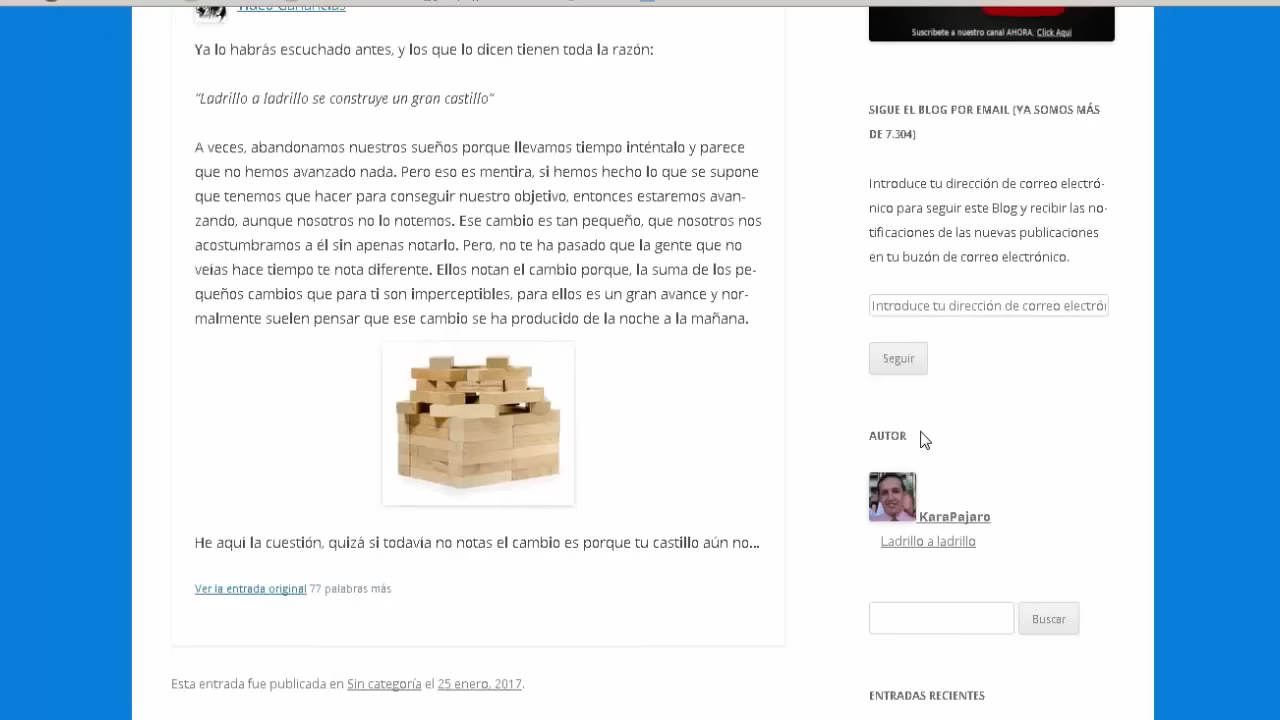 Video Ganancias
Ya lo habrás escuchado antes, y los que lo dicen tienen toda la razón:
"Ladrillo a ladrillo se construye un gran castillo"
A veces, abandonamos nuestros sueños porque llevamos tiempo inténtalo y parece
que no hemos avanzado nada. Pero eso es mentira, si hemos hecho lo que se supone
que tenemos que hacer para conseguir nuestro objetivo, entonces estaremos avan-
zando, aunque nosotros no lo notemos. Ese cambio es tan pequeño, que nosotros nos
acostumbramos a él sin apenas notarlo. Pero, no te ha pasado que la gente que no
veías hace tiempo te nota diferente. Ellos notan el cambio porque, la suma de los pe-
queños cambios que para ti son imperceptibles, para ellos es un gran avance y nor-
malmente suelen pensar que ese cambio se ha producido de la noche a la mañana.
He aquí la cuestión, quizá si todavía no notas el cambio es porque tu castillo aún no...
Ver la entrada original 77 palabras más
Esta entrada fue publicada en Sin categoría el 25 enero, 2017.
Suscribete a nuestro canal AHORA, Click Aqui
SIGUE EL BLOG POR EMAIL (YA SOMOS MÁS
DE 7.304)
Introduce tu dirección de correo electró-
nico para seguir este Blog y recibir las no-
tificaciones de las nuevas publicaciones
en tu buzón de correo electrónico.
Introduce tu dirección de correo electró
Seguir
AUTOR
KaraPajaro
Ladrillo a ladrillo
Buscar
ENTRADAS RECIENTES